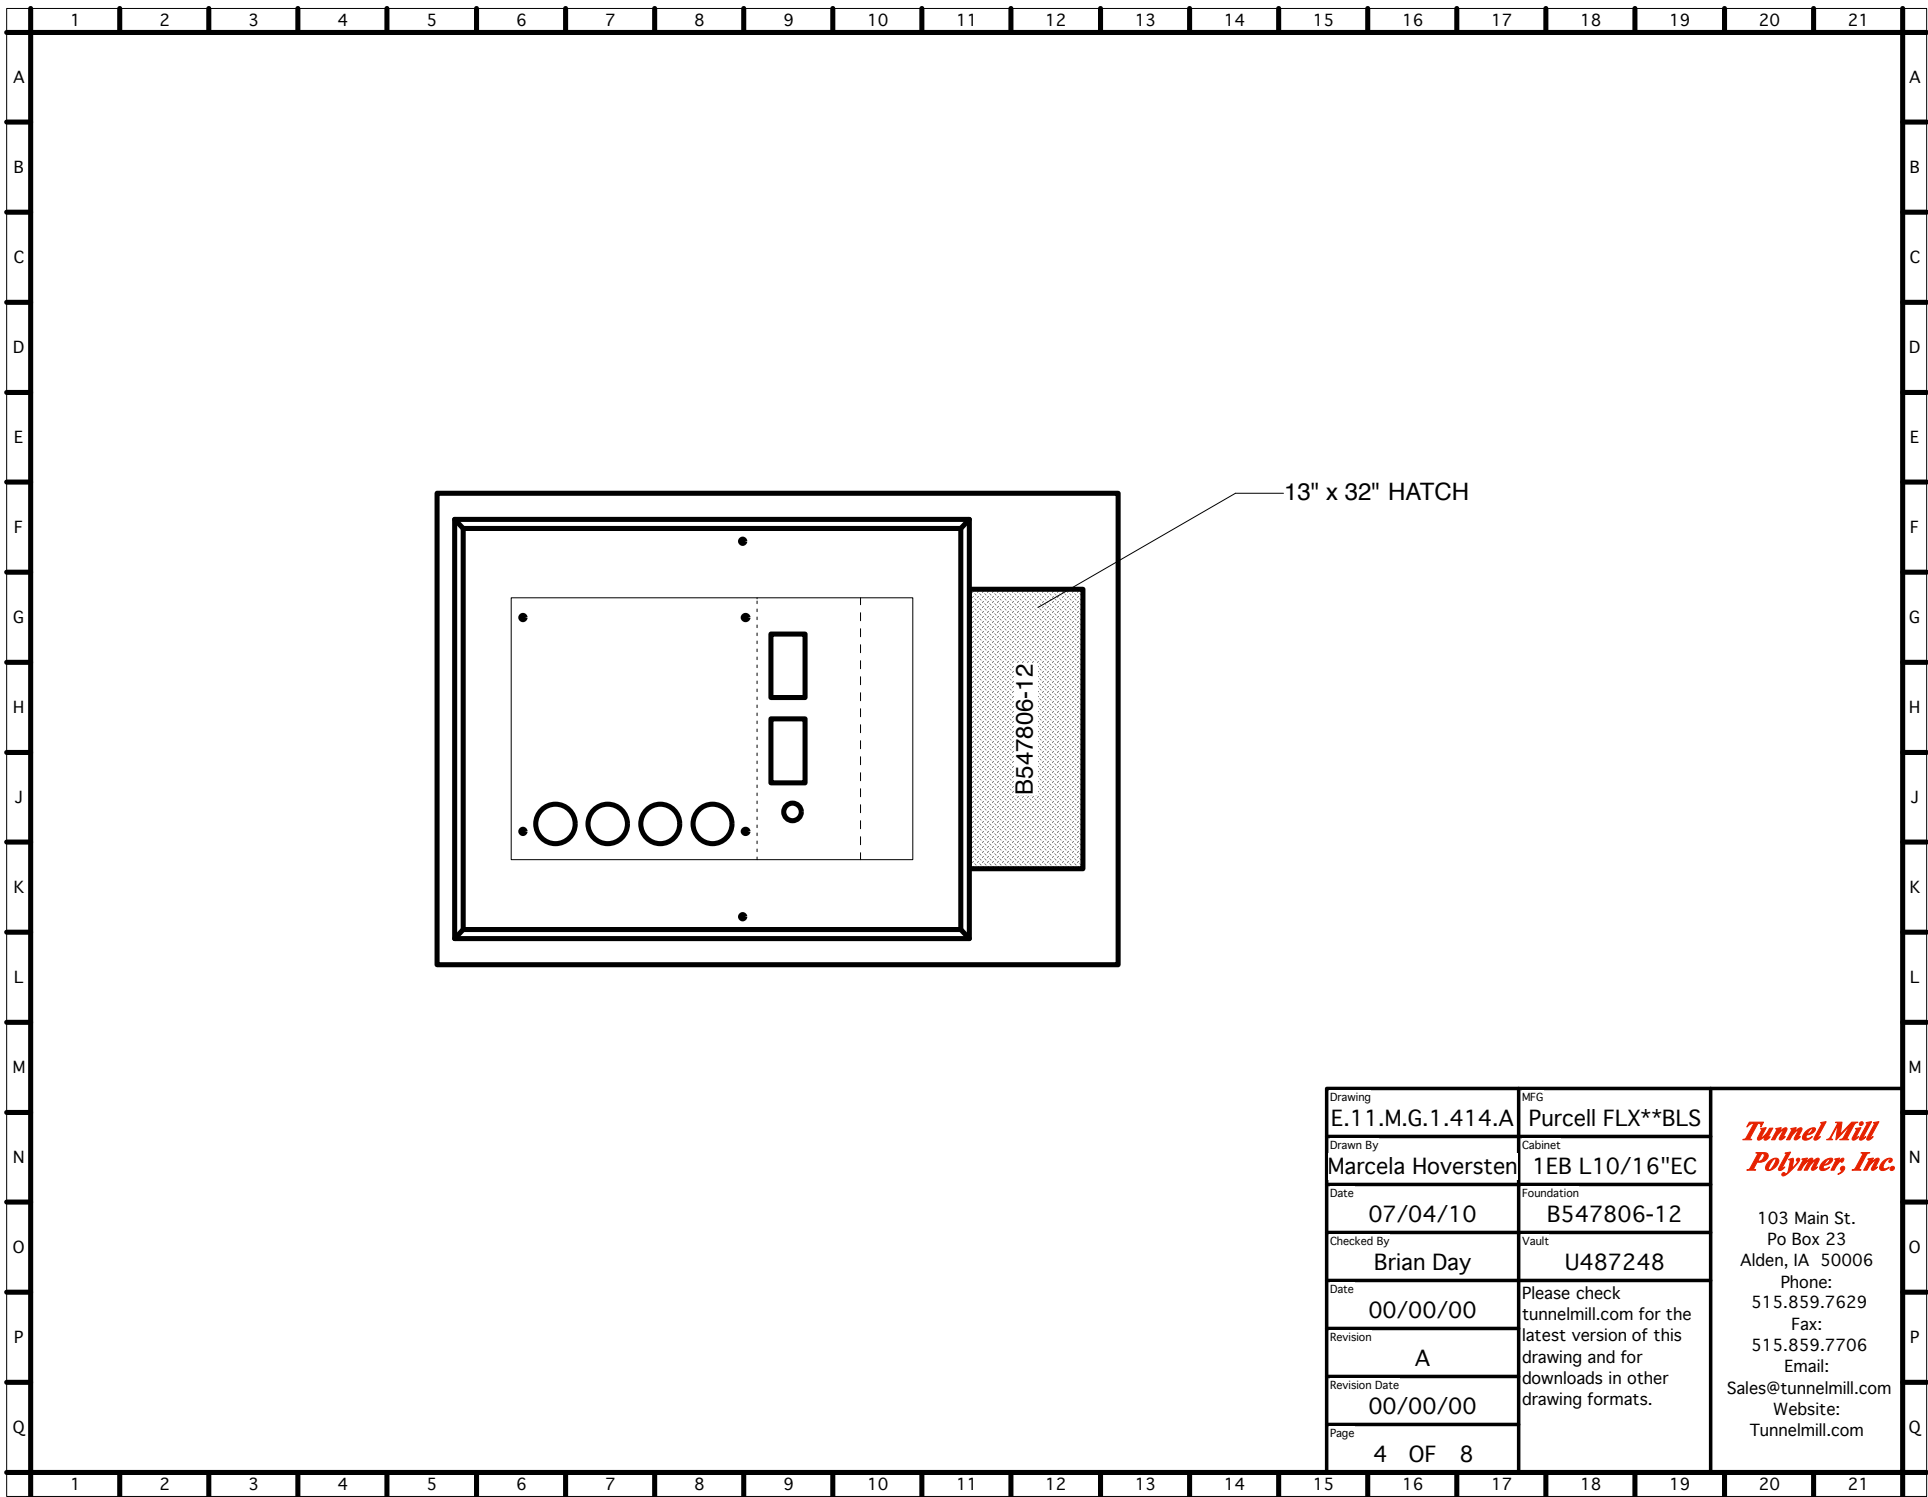 1 2 3 4 5 6 7 8 9 10 11 12 13 14 15 16 17 18 19 20 21
A A
B B
C C
D D
E E
13" x 32" HATCH
F F
G G
B547806-12
H H
J J
K K
L L
M M
N N
O O
P P
Q Q
Drawing
E.11.M.G.1.414.A
Drawn By
Marcela Hoversten
Date
07/04/10
Checked By
Brian Day
Date
00/00/00
Revision
A
Revision Date
00/00/00
Page
4 OF 8
MFG
Purcell FLX**BLS
Cabinet
1EB L10/16"EC
Foundation
B547806-12
Vault
U487248
Please check
tunnelmill.com for the
latest version of this
drawing and for
downloads in other
drawing formats.
Tunnel Mill
Polymer, Inc.
103 Main St.
Po Box 23
Alden, IA 50006
Phone:
515.859.7629
Fax:
515.859.7706
Email:
Sales@tunnelmill.com
Website:
Tunnelmill.com
1 2 3 4 5 6 7 8 9 10 11 12 13 14 15 16 17 18 19 20 21